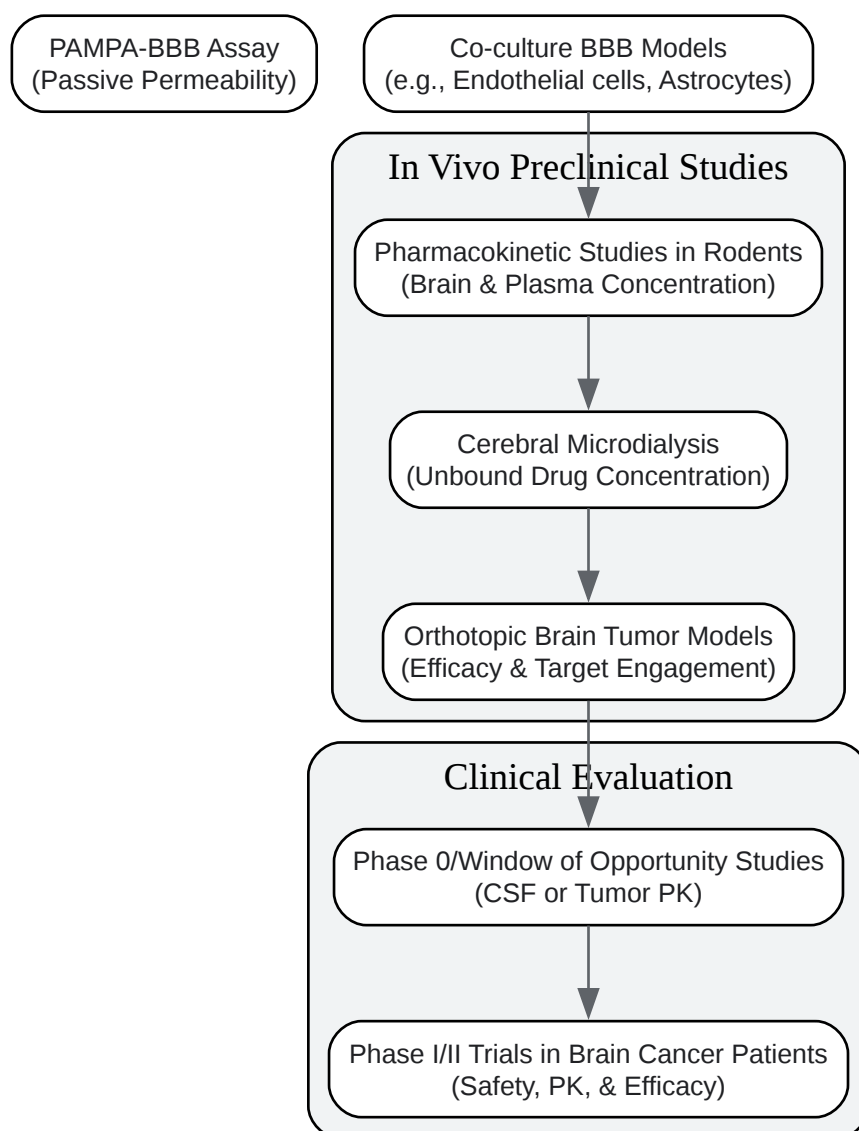 PAMPA-BBB Assay
(Passive Permeability)
Co-culture BBB Models
(e.g., Endothelial cells, Astrocytes)
In Vivo Preclinical Studies
Pharmacokinetic Studies in Rodents
(Brain & Plasma Concentration)
Cerebral Microdialysis
(Unbound Drug Concentration)
Orthotopic Brain Tumor Models
(Efficacy & Target Engagement)
Clinical Evaluation
Phase 0/Window of Opportunity Studies
(CSF or Tumor PK)
Phase I/II Trials in Brain Cancer Patients
(Safety, PK, & Efficacy)